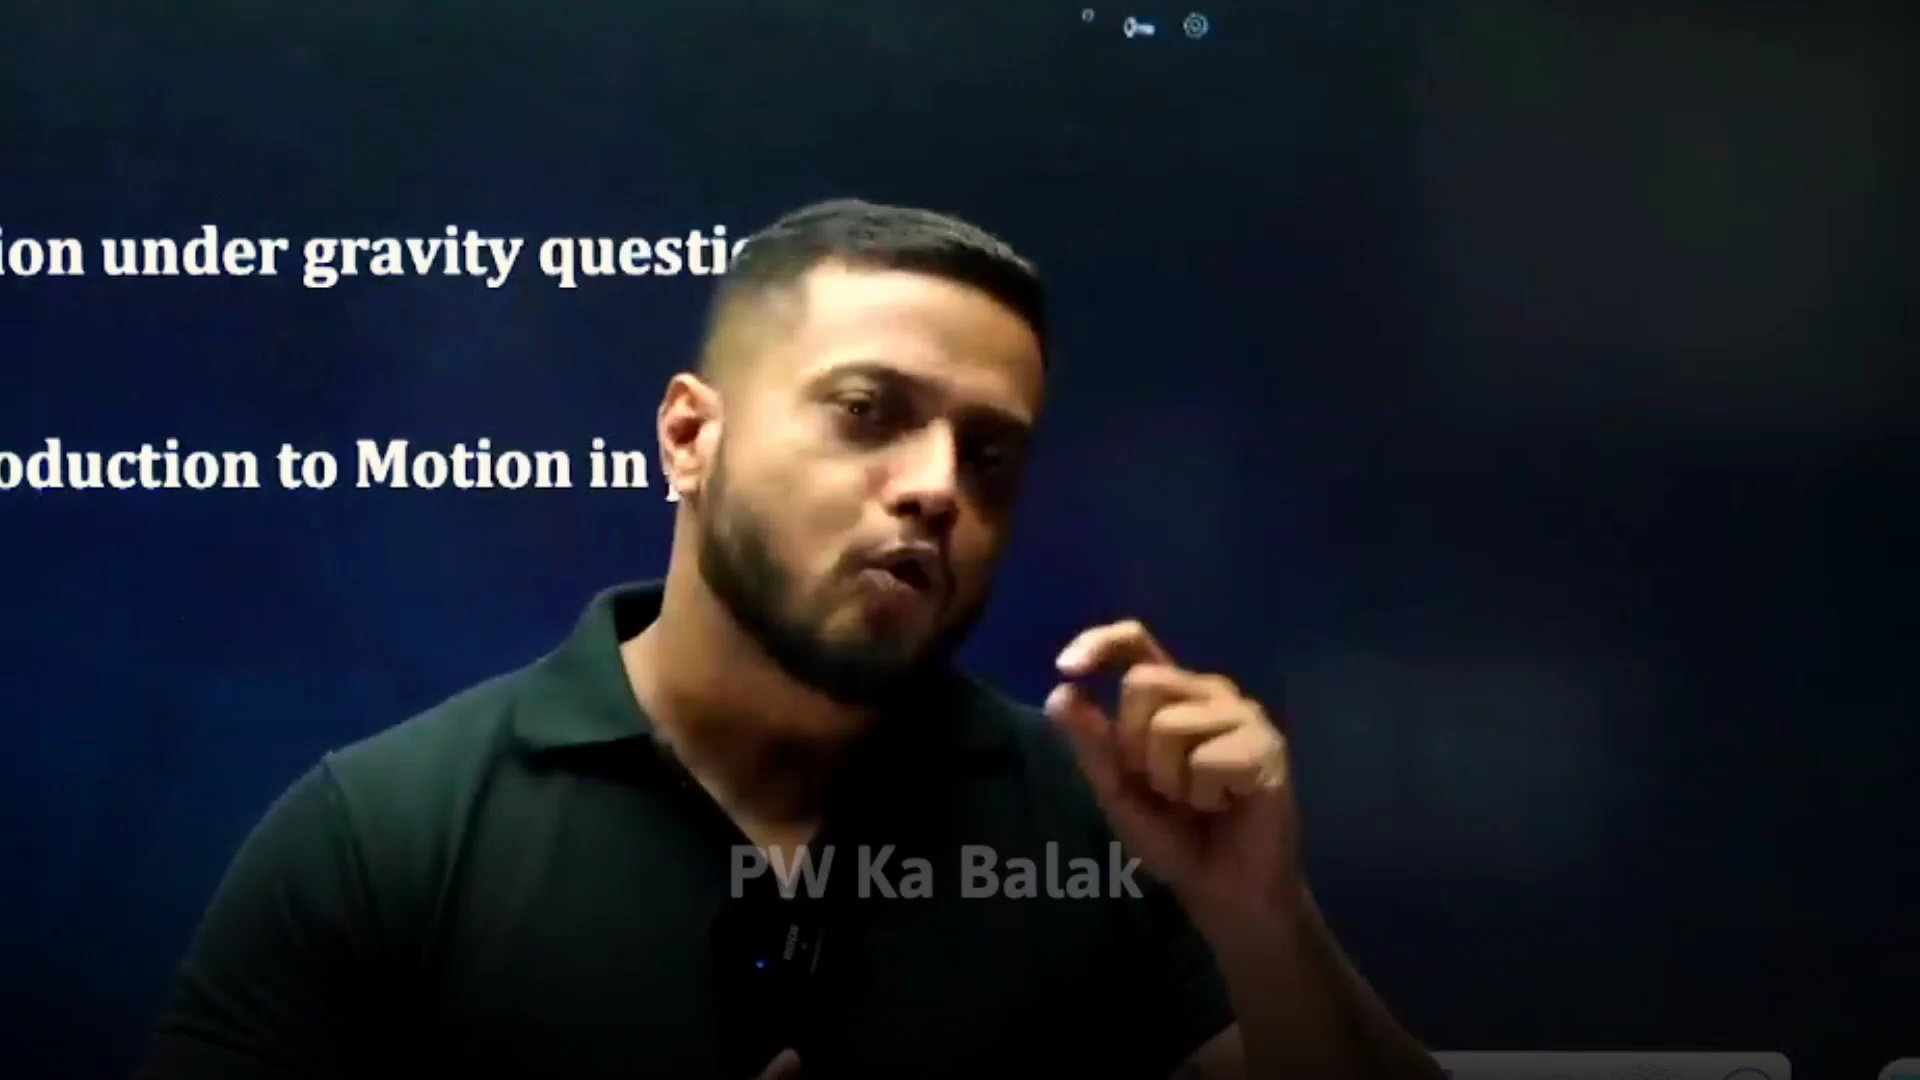 ion under gravity questi
oduction to Motion in
PW Ka Balak